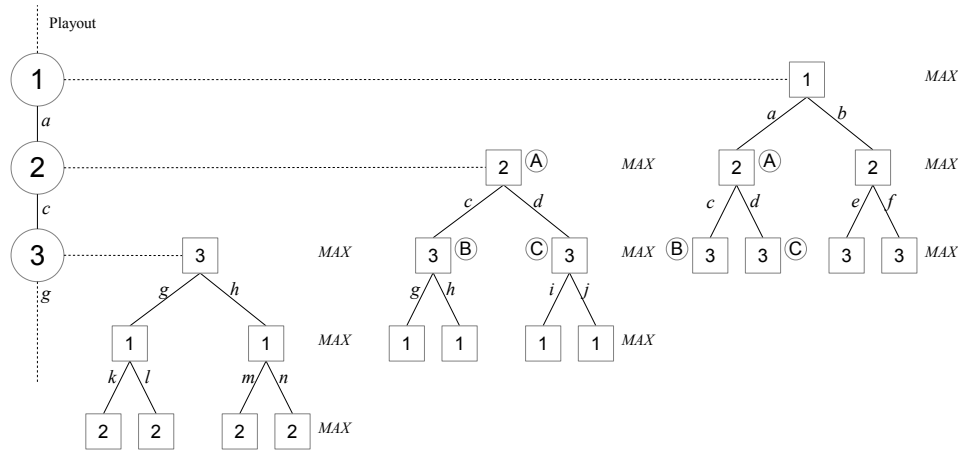 Playout
1 1 MAX
a a b
2 2 A MAX 2 A 2 MAX
c c d c d e f
3 3 MAX 3 B C 3 MAX B 3 3 C 3 3 MAX
g g h g h i j
1 1 MAX 1 1 1 1 MAX
k l m n
2 2 2 2 MAX